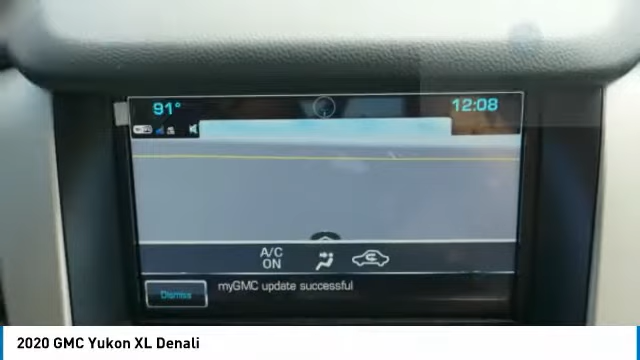 91° 12:08
A/C
ON
Dismiss myGMC update successful
2020 GMC Yukon XL Denali